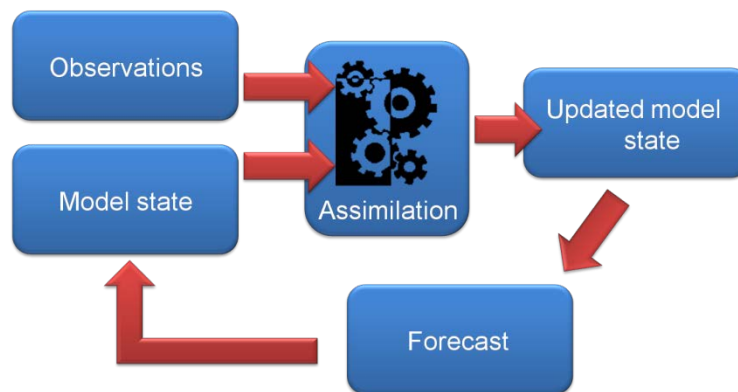 Observations
Model state
Assimilation
Updated model
state
Forecast